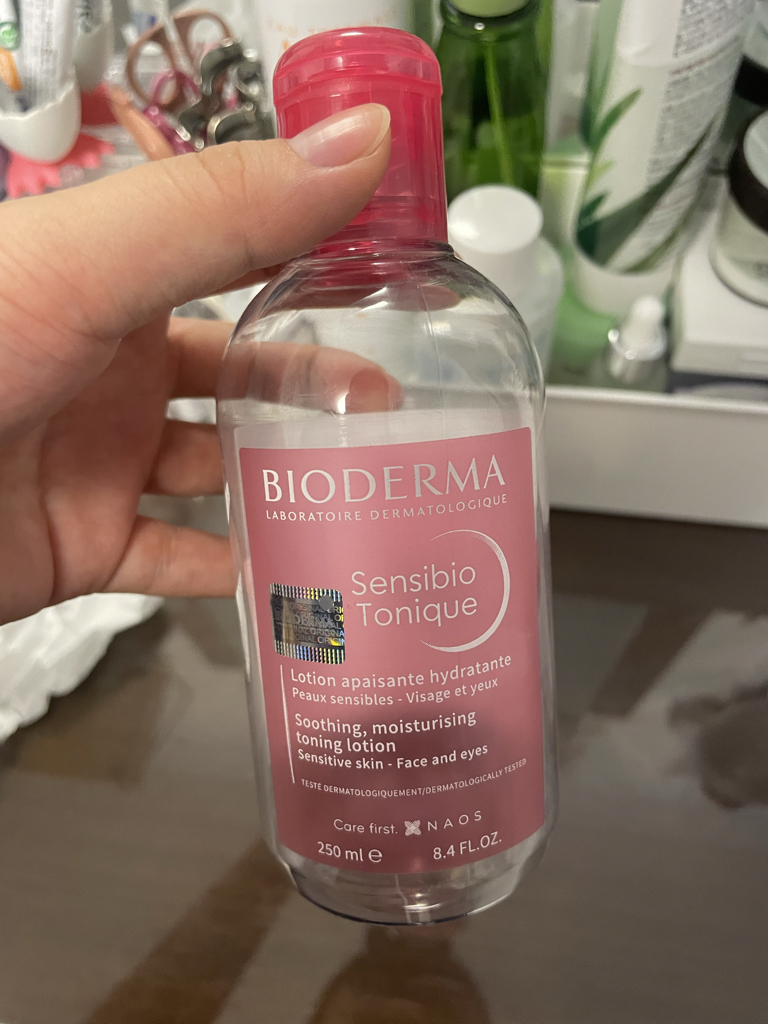 BIODERMA
LABORATOIRE DERMATOLOGIQUE
Sensibio
Tonique
Lotion apaisante hydratante
Peaux sensibles - Visage et yeux
Soothing, moisturising
toning lotion
Sensitive skin - Face and eyes
TESTÉ DERMATOLOGIQUEMENT/DERMATOLOGICALLY TESTED
Care first. NAOS
250 ml ℮ 8.4 FL.OZ.